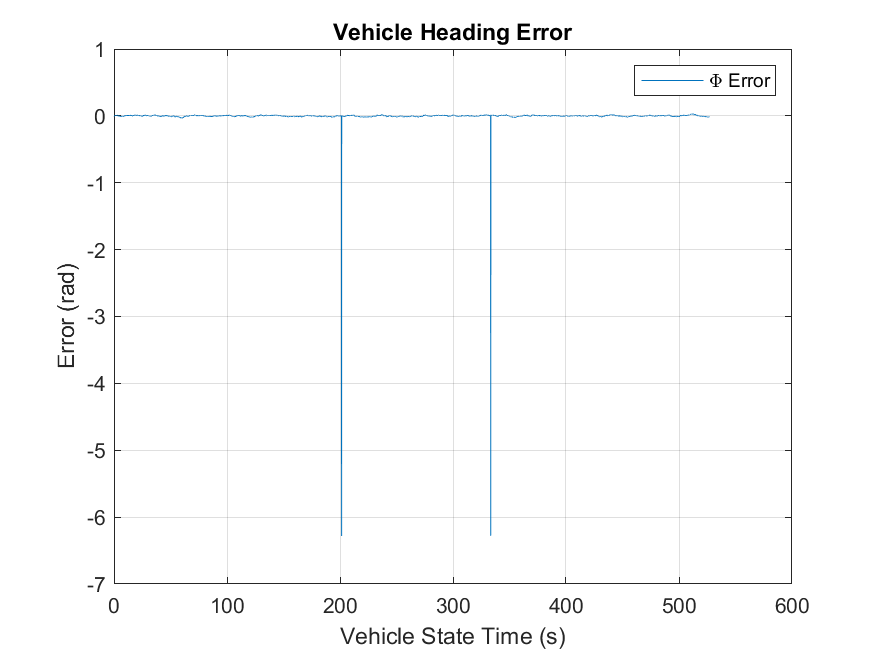 Vehicle Heading Error
Φ Error
1
0
-1
-2
-3
-4
-5
-6
-7
Error (rad)
0 100 200 300 400 500 600
Vehicle State Time (s)